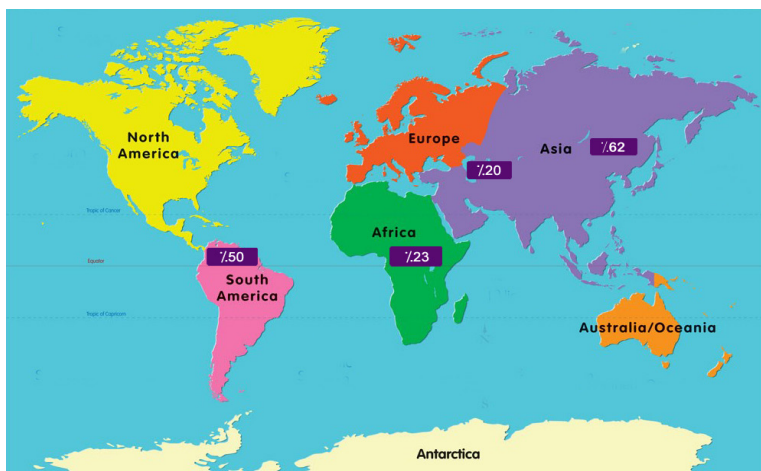 North
America
Europe
Asia
٪62
٪20
Tropic of Cancer
Africa
٪50
٪23
Equator
South
America
Tropic of Capricorn
Australia/Oceania
Antarctica